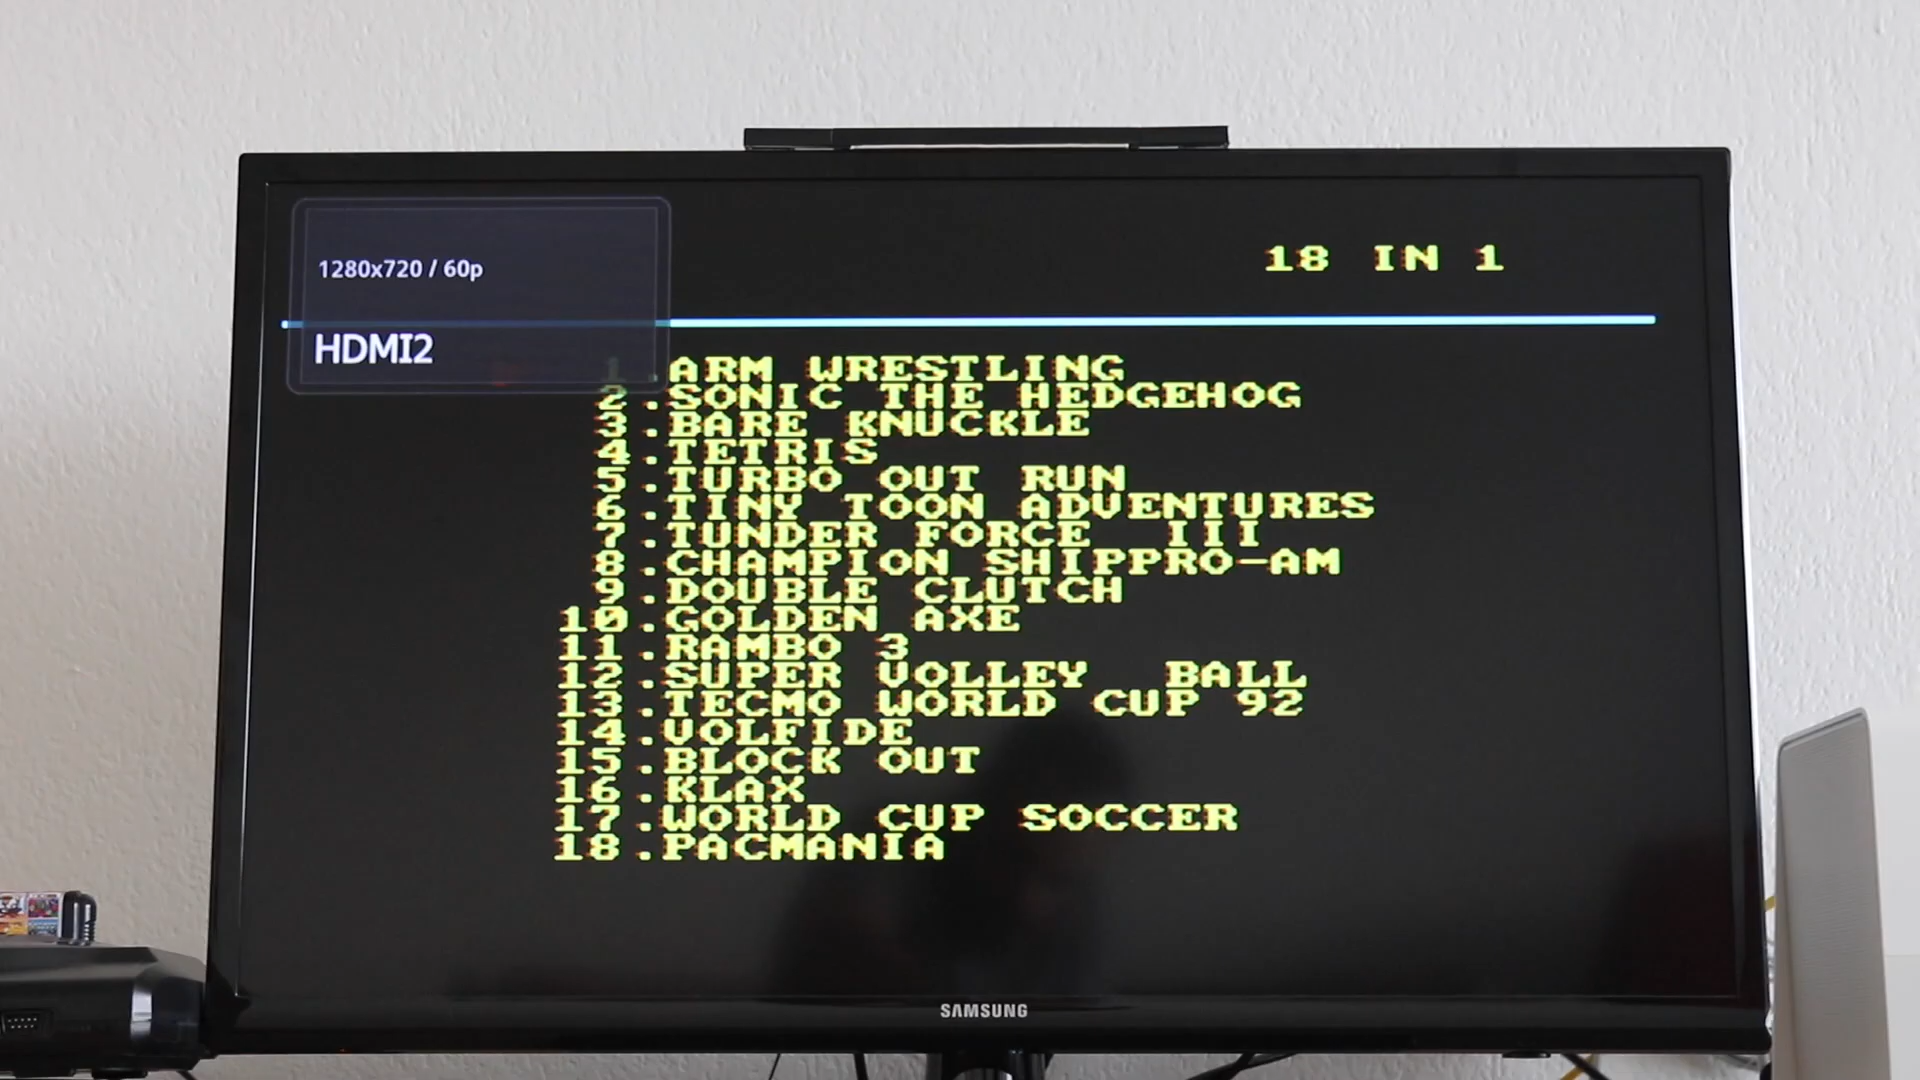 1280x720 / 60p
18 IN 1
HDMI2
1.ARM WRESTLING
2.SONIC THE HEDGEHOG
3.BARE KNUCKLE
4.TETRIS
5.TURBO OUT RUN
6.TINY TOON ADVENTURES
7.TUNDER FORCE III
8.CHAMPION SHIPPRO-AM
9.DOUBLE CLUTCH
10.GOLDEN AXE
11.RAMBO 3
12.SUPER VOLLEY BALL
13.TECMO WORLD CUP 92
14.VOLFIDE
15.BLOCK OUT
16.KLAX
17.WORLD CUP SOCCER
18.PACMANIA
SAMSUNG